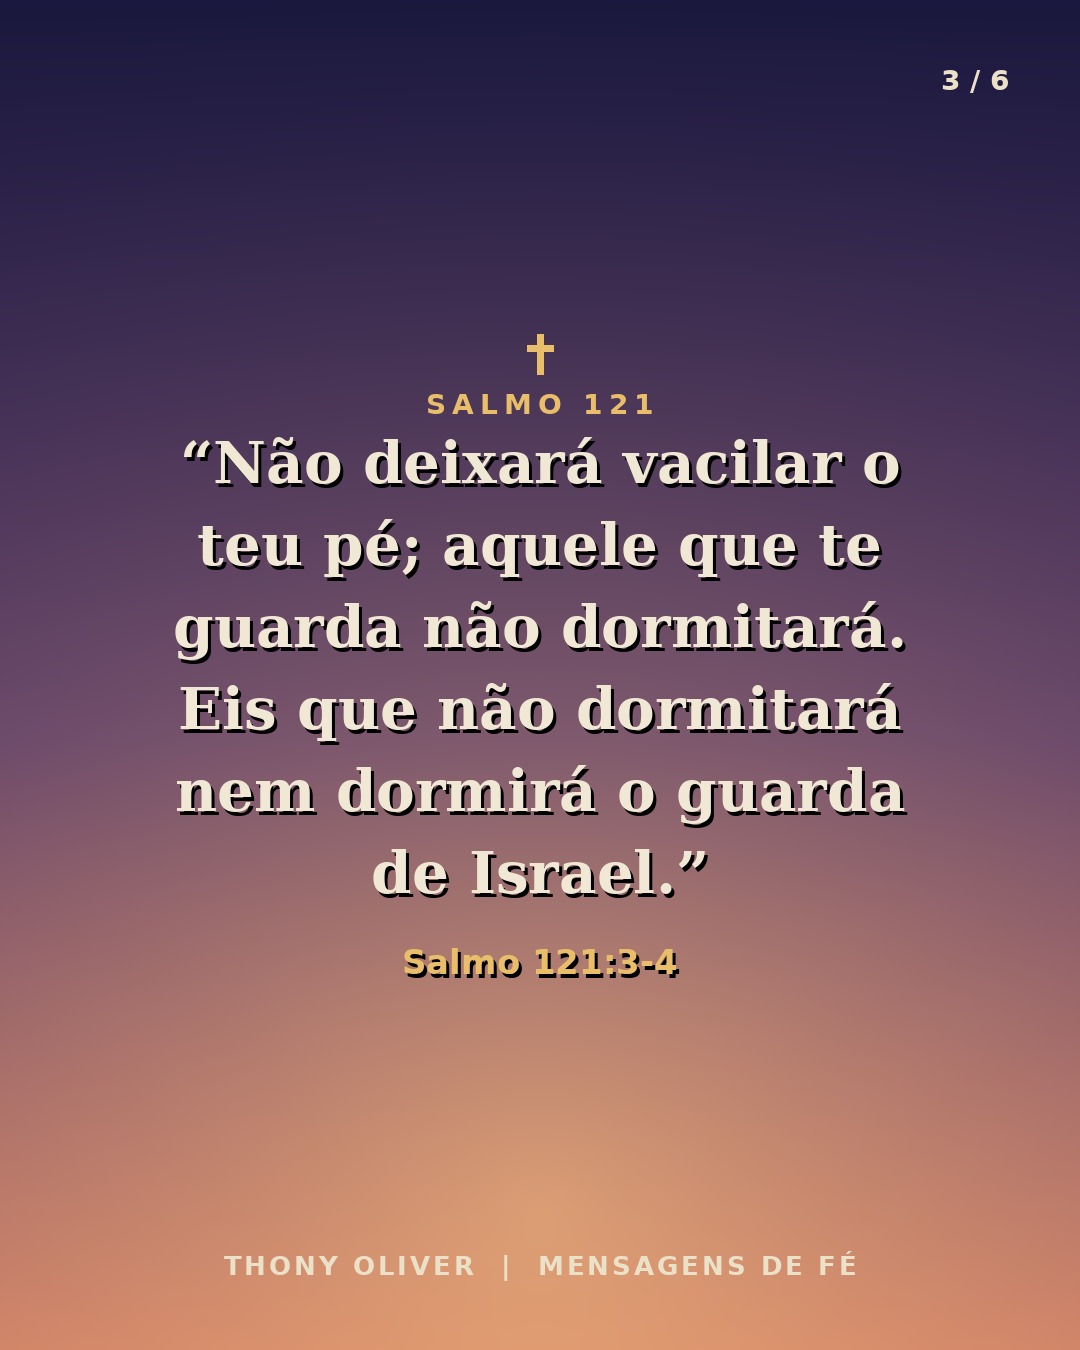 3 / 6
SALMO 121
“Não deixará vacilar o
teu pé; aquele que te
guarda não dormitará.
Eis que não dormitará
nem dormirá o guarda
de Israel.”
Salmo 121:3-4
THONY OLIVER | MENSAGENS DE FÉ